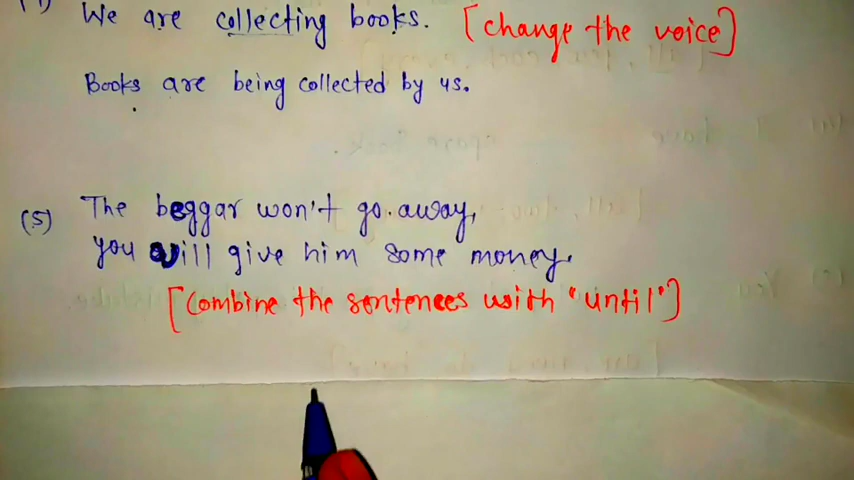 We are collecting books. [change the voice]
Books are being collected by us.
(5) The beggar won't go away,
you will give him some money.
[Combine the sentences with "until"]